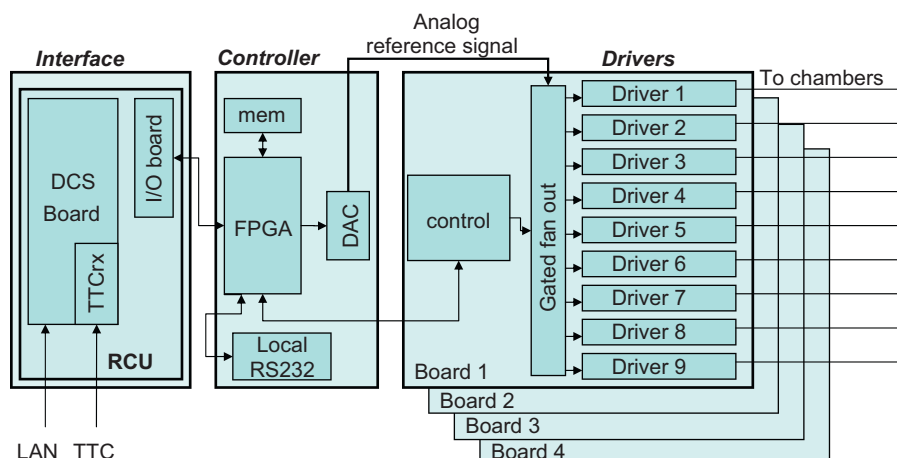 Analog
reference signal
Interface
Controller
Drivers
To chambers
DCS
Board
TTCrx
I/O board
RCU
mem
FPGA
DAC
Local
RS232
control
Gated fan out
Driver 1
Driver 2
Driver 3
Driver 4
Driver 5
Driver 6
Driver 7
Driver 8
Driver 9
Board 1
Board 2
Board 3
Board 4
LAN TTC